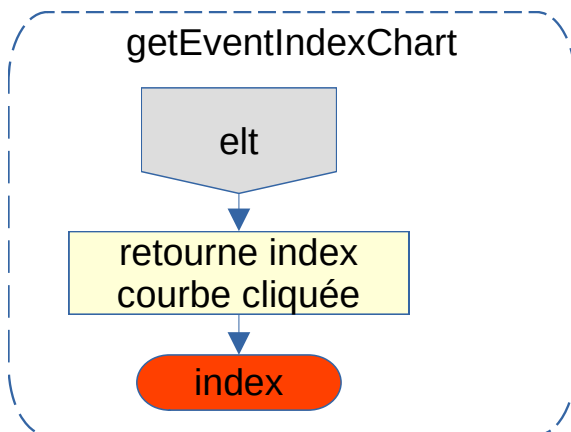 getEventIndexChart
elt
retourne index
courbe cliquée
index